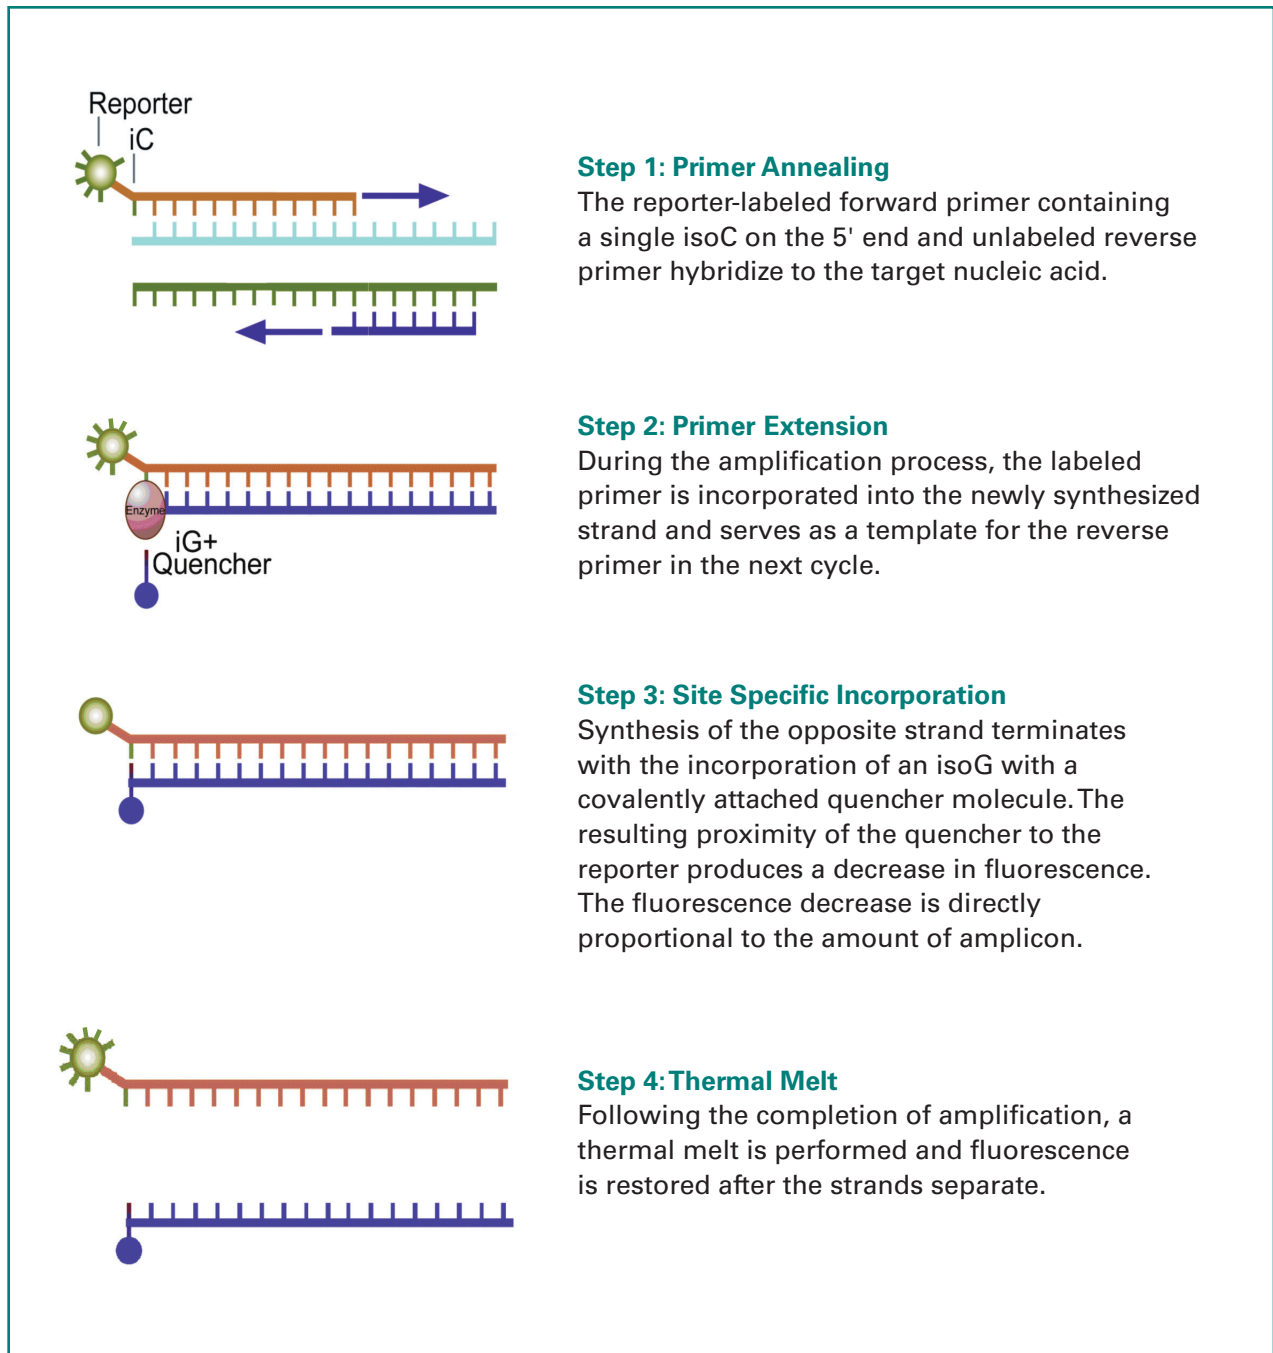 Reporter
iC
Step 1: Primer Annealing
The reporter-labeled forward primer containing
a single isoC on the 5' end and unlabeled reverse
primer hybridize to the target nucleic acid.
Step 2: Primer Extension
During the amplification process, the labeled
primer is incorporated into the newly synthesized
strand and serves as a template for the reverse
primer in the next cycle.
Enzyme
iG+
Quencher
Step 3: Site Specific Incorporation
Synthesis of the opposite strand terminates
with the incorporation of an isoG with a
covalently attached quencher molecule. The
resulting proximity of the quencher to the
reporter produces a decrease in fluorescence.
The fluorescence decrease is directly
proportional to the amount of amplicon.
Step 4: Thermal Melt
Following the completion of amplification, a
thermal melt is performed and fluorescence
is restored after the strands separate.